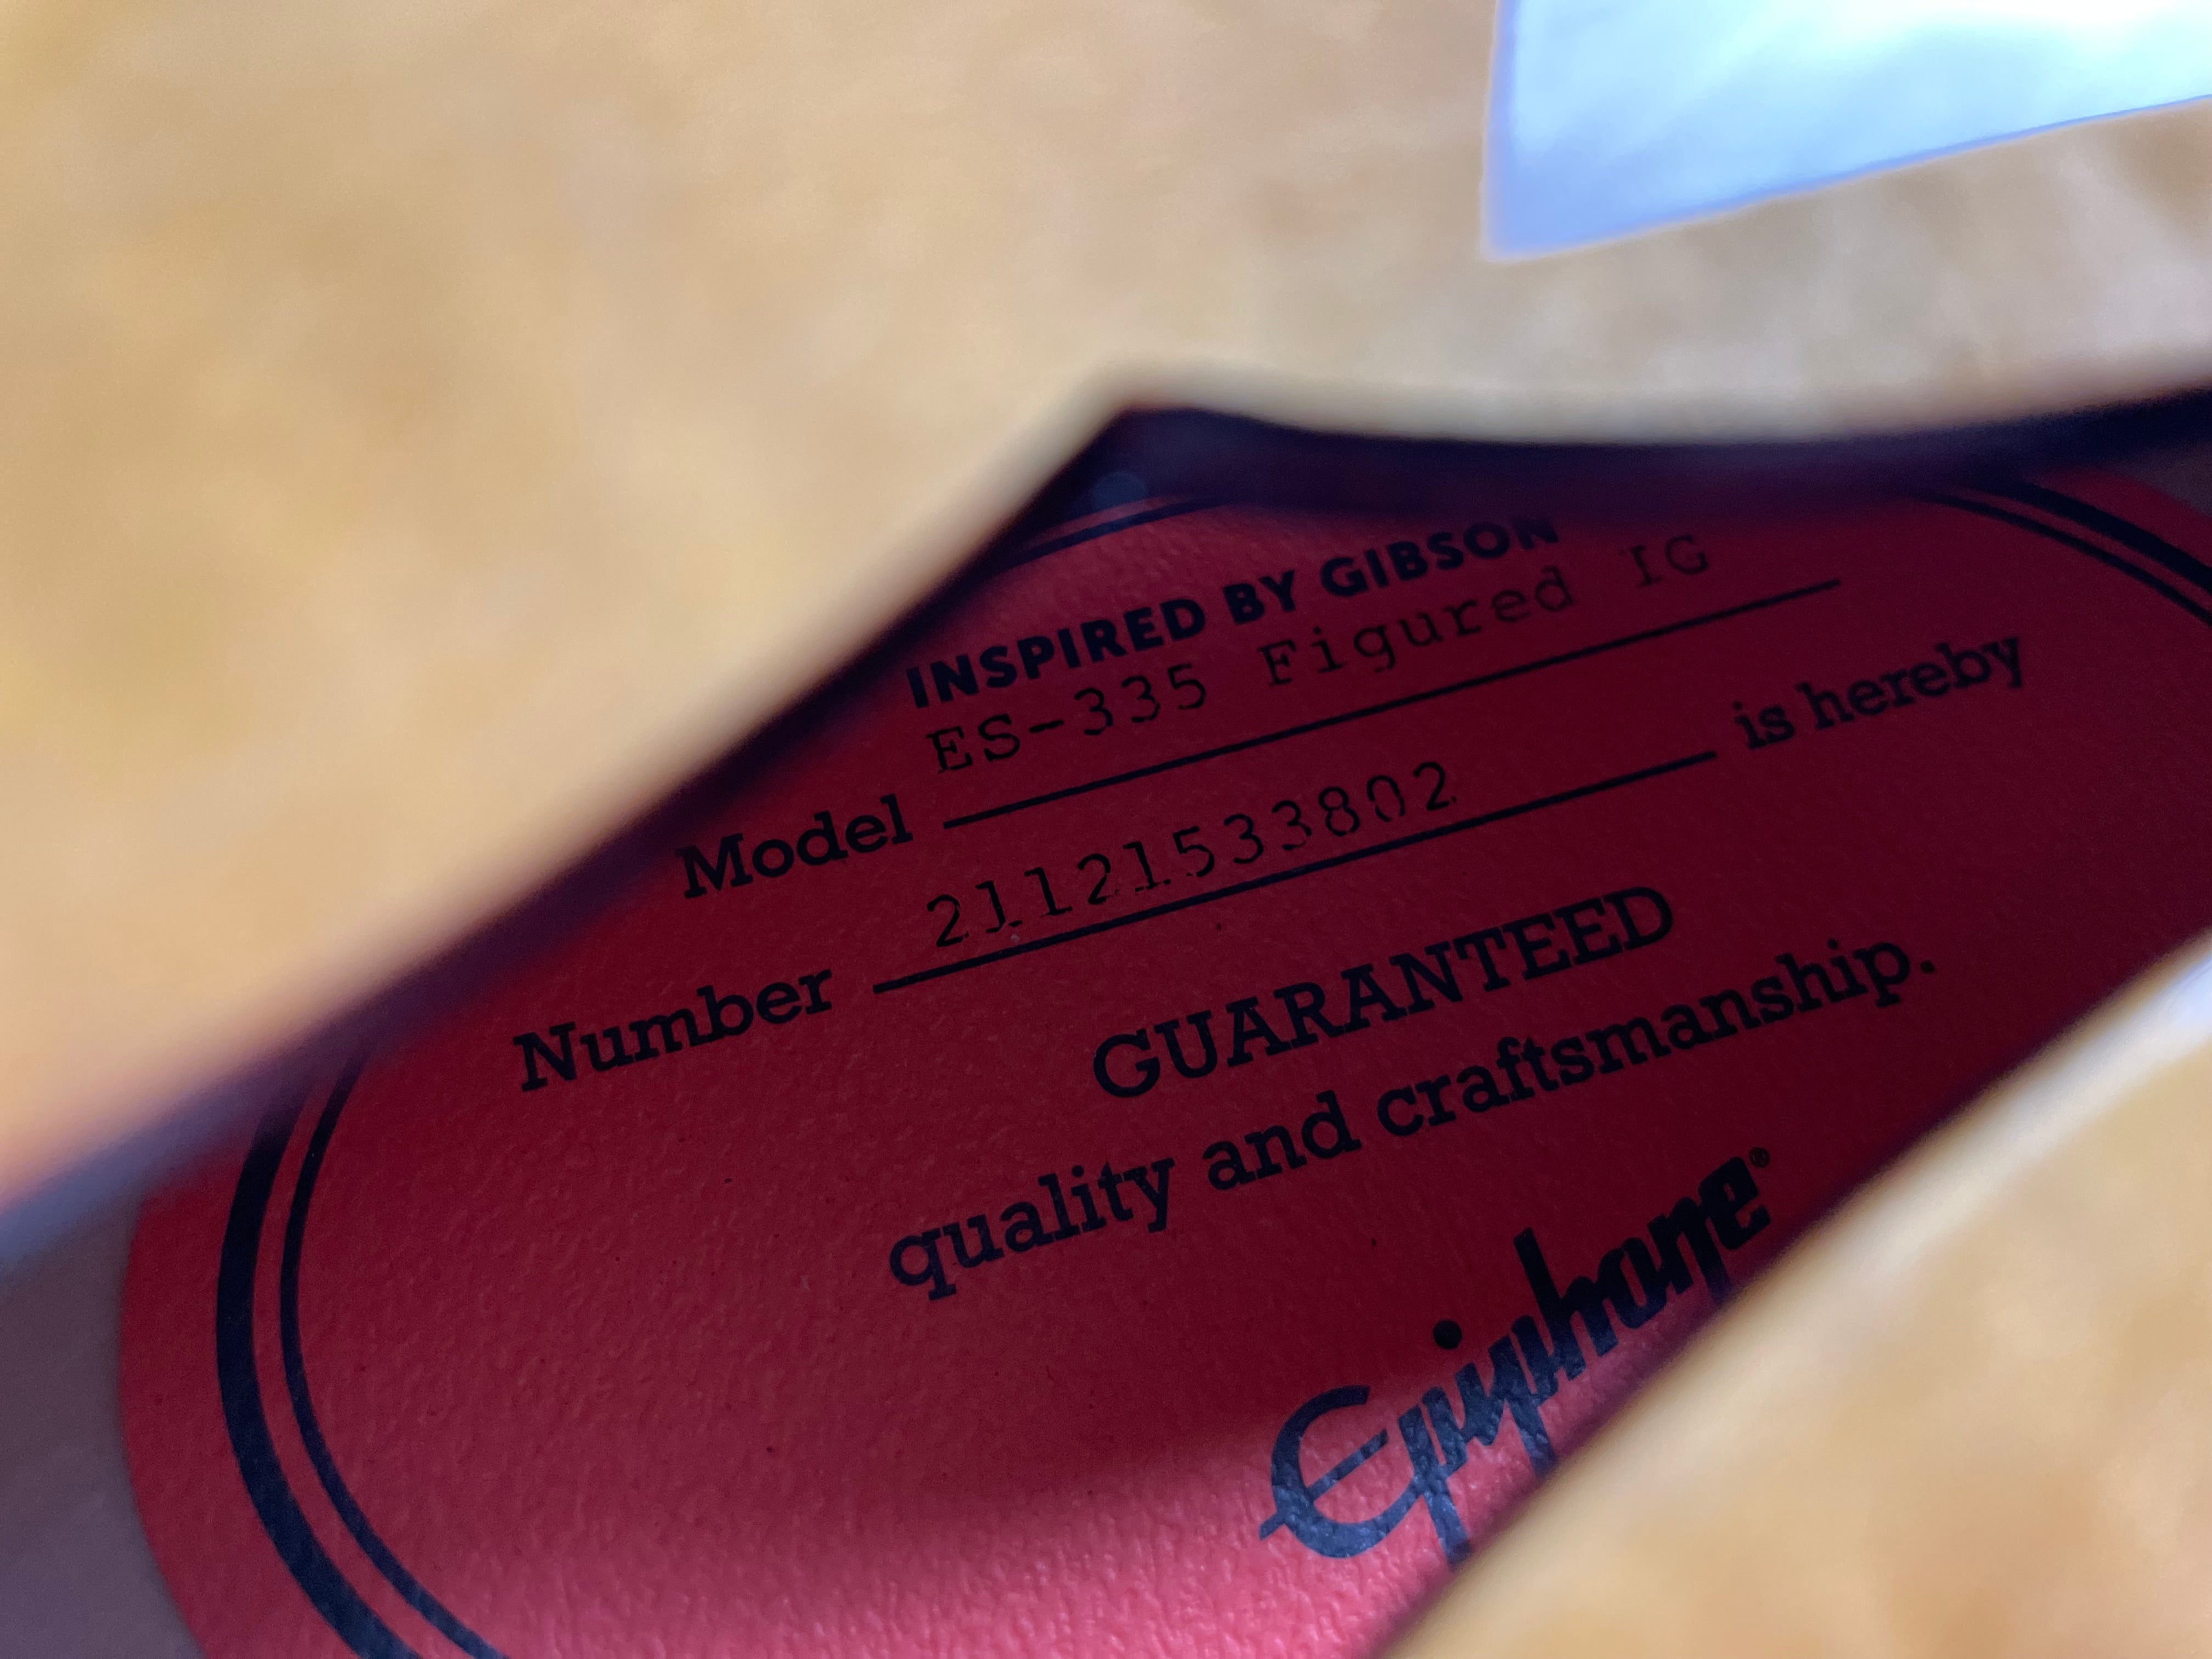 INSPIRED BY GIBSON
Model ES-335 Figured IG
Number 21121533802 is hereby
GUARANTEED
quality and craftsmanship.
Epiphone®